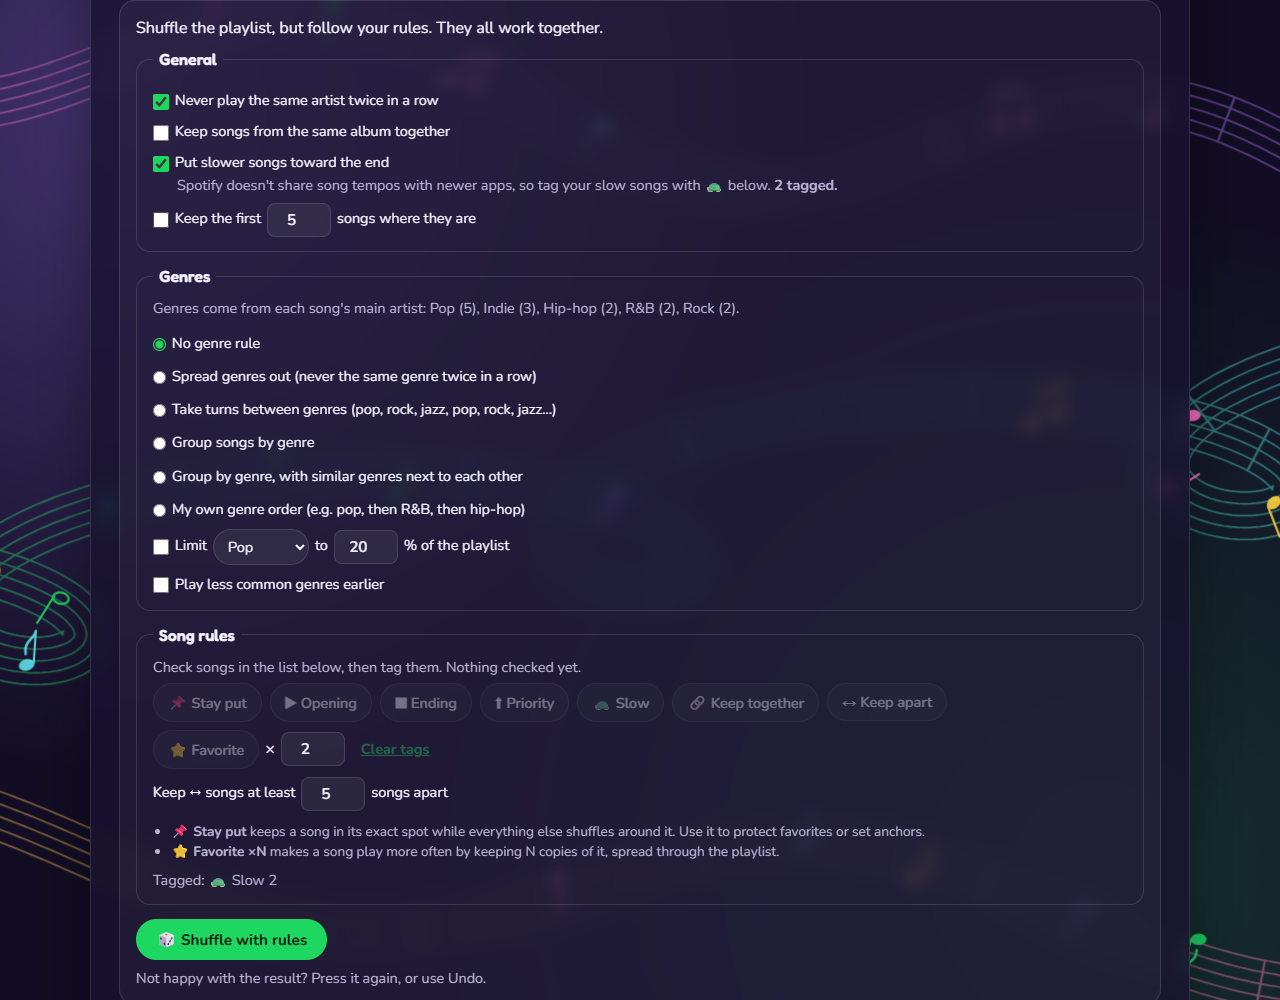 Shuffle the playlist, but follow your rules. They all work together.
General
Never play the same artist twice in a row
Keep songs from the same album together
Put slower songs toward the end
Spotify doesn't share song tempos with newer apps, so tag your slow songs with 🐢 below. 2 tagged.
Keep the first 5 songs where they are
Genres
Genres come from each song's main artist: Pop (5), Indie (3), Hip-hop (2), R&B (2), Rock (2).
No genre rule
Spread genres out (never the same genre twice in a row)
Take turns between genres (pop, rock, jazz, pop, rock, jazz...)
Group songs by genre
Group by genre, with similar genres next to each other
My own genre order (e.g. pop, then R&B, then hip-hop)
Limit Pop to 20 % of the playlist
Play less common genres earlier
Song rules
Check songs in the list below, then tag them. Nothing checked yet.
📌 Stay put ▶ Opening ■ Ending ⬆ Priority 🐢 Slow 🔗 Keep together ↔ Keep apart
⭐ Favorite × 2 Clear tags
Keep ↔ songs at least 5 songs apart
• 📌 Stay put keeps a song in its exact spot while everything else shuffles around it. Use it to protect favorites or set anchors.
• ⭐ Favorite ×N makes a song play more often by keeping N copies of it, spread through the playlist.
Tagged: 🐢 Slow 2
🎲 Shuffle with rules
Not happy with the result? Press it again, or use Undo.